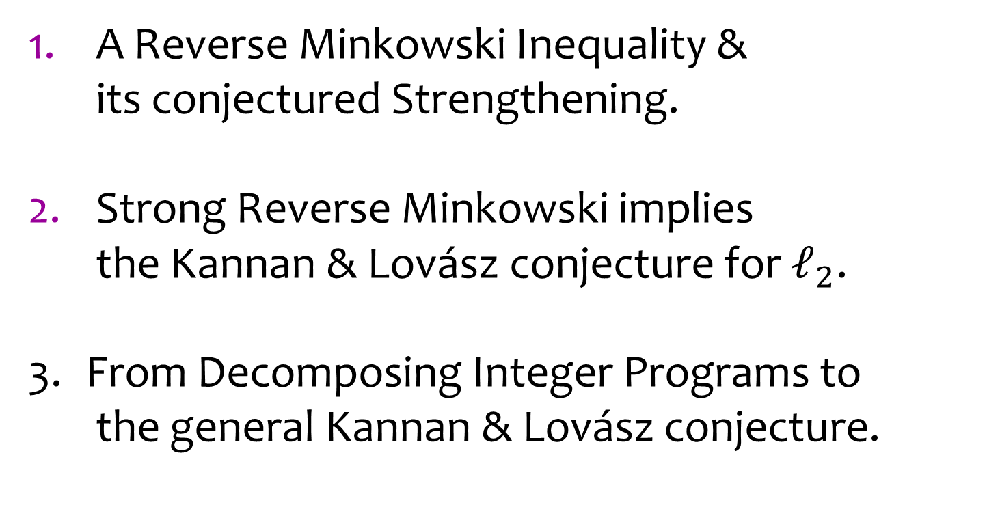 1. A Reverse Minkowski Inequality &
its conjectured Strengthening.
2. Strong Reverse Minkowski implies
the Kannan & Lovász conjecture for ℓ₂.
3. From Decomposing Integer Programs to
the general Kannan & Lovász conjecture.